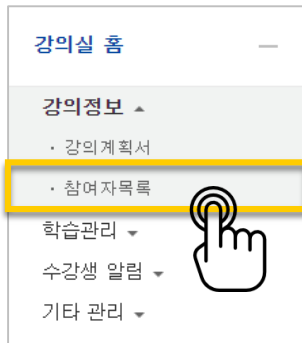 강의실 홈 —
강의정보 ▲
· 강의계획서
· 참여자목록
학습관리 ▼
수강생 알림 ▼
기타 관리 ▼